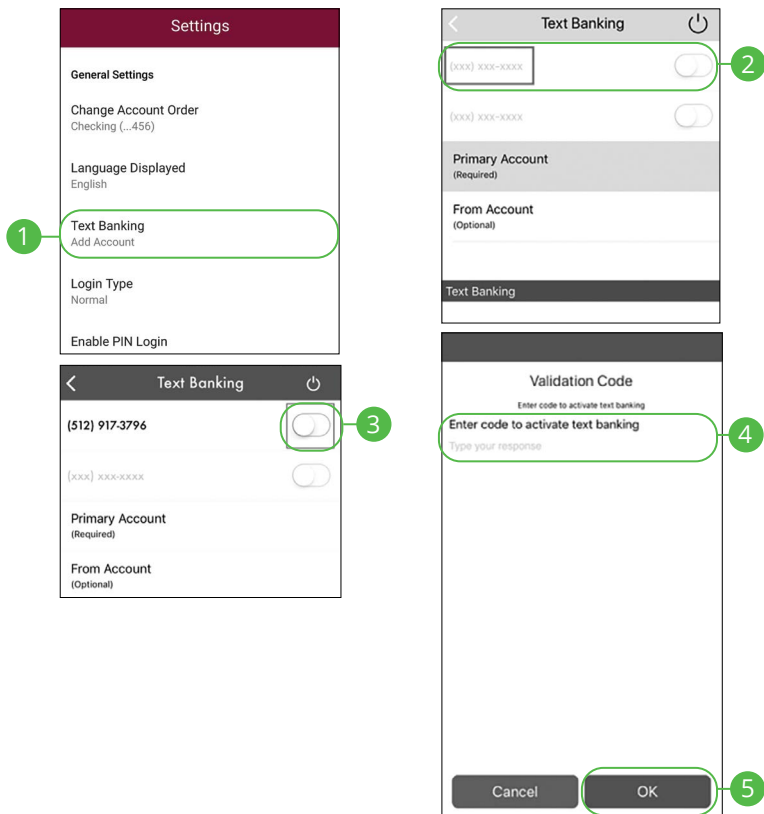 Settings
General Settings
Change Account Order
Checking (...456)
Language Displayed
English
1
Text Banking
Add Account
Login Type
Normal
Enable PIN Login
Text Banking
(xxx) xxx-xxxx
2
(xxx) xxx-xxxx
Primary Account
(Required)
From Account
(Optional)
Text Banking
Text Banking
(512) 917-3796
3
(xxx) xxx-xxxx
Primary Account
(Required)
From Account
(Optional)
Validation Code
Enter code to activate text banking
Enter code to activate text banking
4
Type your response
Cancel
OK
5